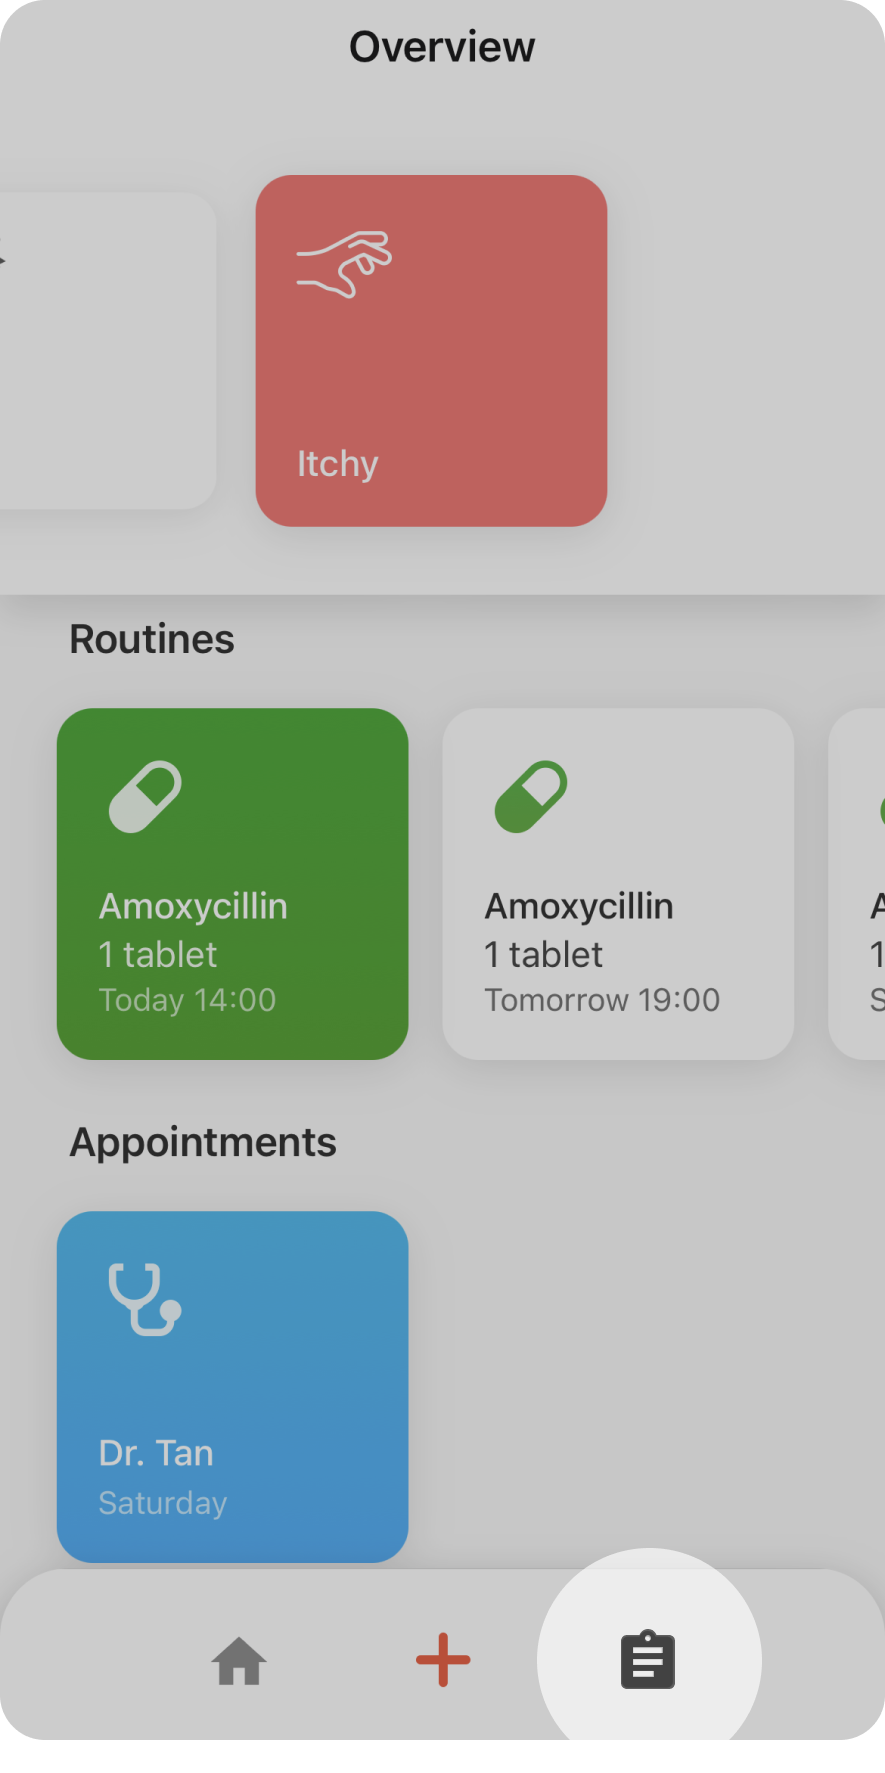 Overview
Itchy
Routines
Amoxycillin
1 tablet
Today 14:00
Amoxycillin
1 tablet
Tomorrow 19:00
A
1
S
Appointments
Dr. Tan
Saturday